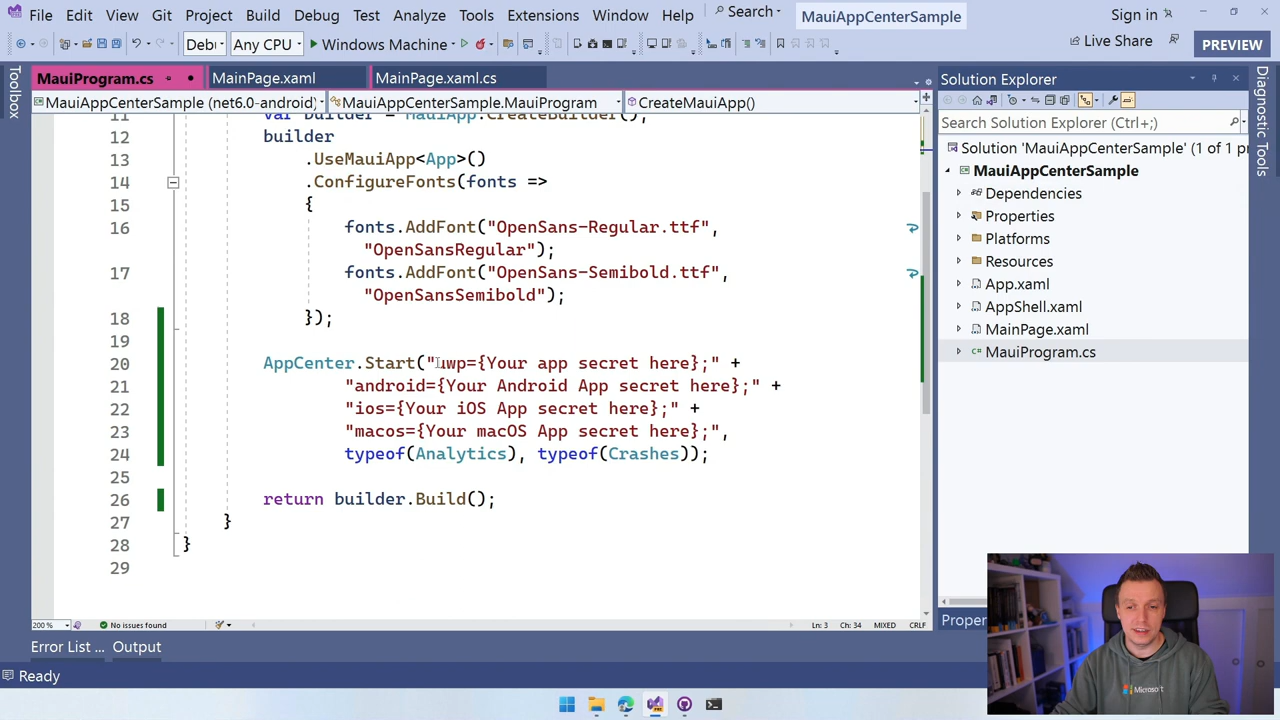 File Edit View Git Project Build Debug Test Analyze Tools Extensions Window Help Search MauiAppCenterSample Sign in
Any CPU Windows Machine Live Share PREVIEW
Toolbox
MauiProgram.cs MainPage.xaml MainPage.xaml.cs
MauiAppCenterSample (net6.0-android) MauiAppCenterSample.MauiProgram CreateMauiApp()
11 var builder = MauiApp.CreateBuilder();
12 builder
13 .UseMauiApp<App>()
14 .ConfigureFonts(fonts =>
15 {
16 fonts.AddFont("OpenSans-Regular.ttf",
"OpenSansRegular");
17 fonts.AddFont("OpenSans-Semibold.ttf",
"OpenSansSemibold");
18 });
19
20 AppCenter.Start("uwp={Your app secret here};" +
21 "android={Your Android App secret here};" +
22 "ios={Your iOS App secret here};" +
23 "macos={Your macOS App secret here};",
24 typeof(Analytics), typeof(Crashes));
25
26 return builder.Build();
27 }
28 }
29
200 % No issues found Ln: 3 Ch: 34 MIXED CRLF
Error List ... Output
Ready
Solution Explorer
Search Solution Explorer (Ctrl+;)
Solution 'MauiAppCenterSample' (1 of 1 pr
MauiAppCenterSample
Dependencies
Properties
Platforms
Resources
App.xaml
AppShell.xaml
MainPage.xaml
MauiProgram.cs
Diagnostic Tools
Microsoft